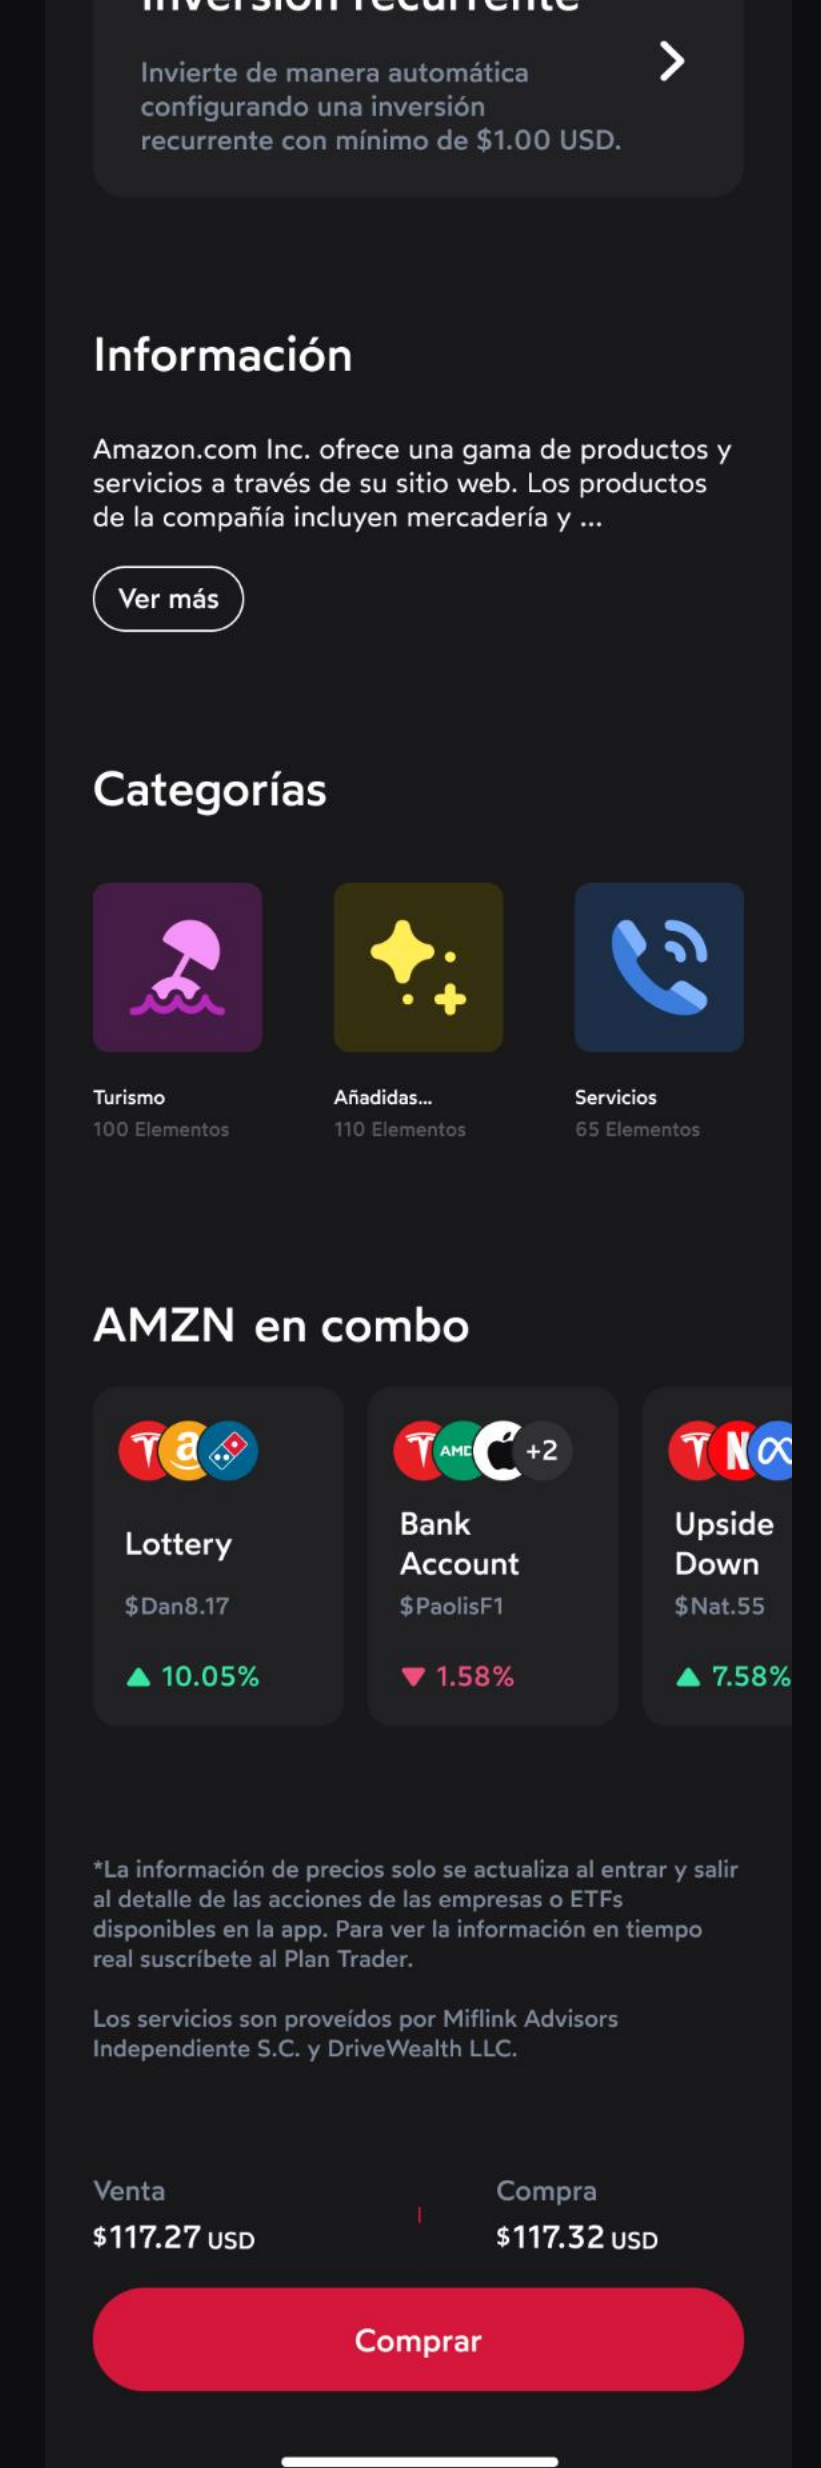 Inversión recurrente
Invierte de manera automática
configurando una inversión
recurrente con mínimo de $1.00 USD.
Información
Amazon.com Inc. ofrece una gama de productos y
servicios a través de su sitio web. Los productos
de la compañía incluyen mercadería y ...
Ver más
Categorías
Turismo
100 Elementos
Añadidas...
110 Elementos
Servicios
65 Elementos
AMZN en combo
AMD
+2
Lottery
$Dan8.17
10.05%
Bank
Account
$PaolisF1
1.58%
Upside
Down
$Nat.55
7.58%
*La información de precios solo se actualiza al entrar y salir
al detalle de las acciones de las empresas o ETFs
disponibles en la app. Para ver la información en tiempo
real suscríbete al Plan Trader.
Los servicios son proveídos por Miflink Advisors
Independiente S.C. y DriveWealth LLC.
Venta
$117.27 USD
Compra
$117.32 USD
Comprar